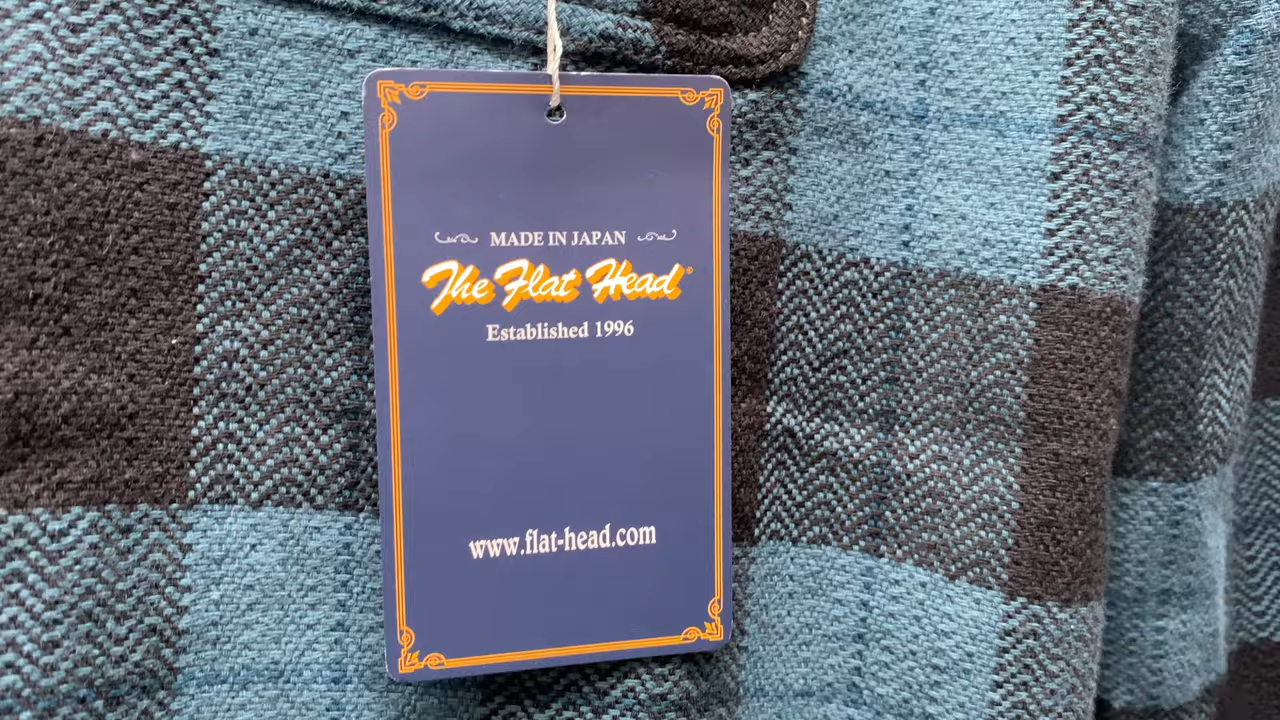 MADE IN JAPAN
The Flat Head©
Established 1996
www.flat-head.com